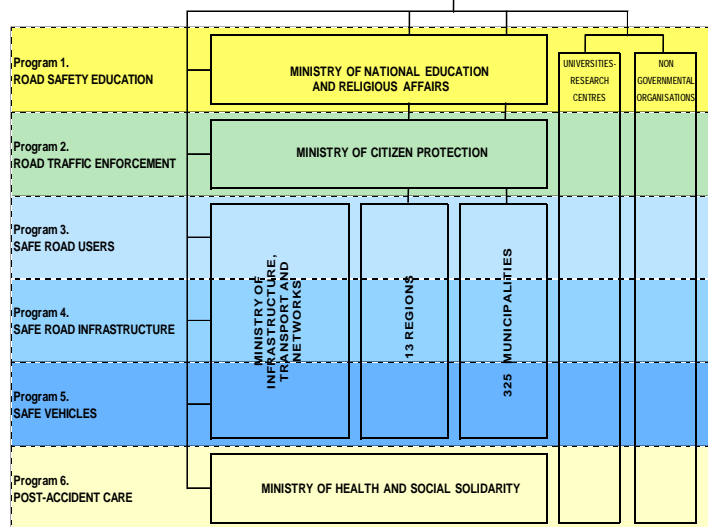 Program 1.
ROAD SAFETY EDUCATION
MINISTRY OF NATIONAL EDUCATION
AND RELIGIOUS AFFAIRS
UNIVERSITIES-
RESEARCH
CENTRES
NON
GOVERNMENTAL
ORGANISATIONS
Program 2.
ROAD TRAFFIC ENFORCEMENT
MINISTRY OF CITIZEN PROTECTION
Program 3.
SAFE ROAD USERS
MINISTRY OF
INFRASTRUCTURE,
TRANSPORT AND
NETWORKS
13 REGIONS
325 MUNICIPALITIES
Program 4.
SAFE ROAD INFRASTRUCTURE
Program 5.
SAFE VEHICLES
Program 6.
POST-ACCIDENT CARE
MINISTRY OF HEALTH AND SOCIAL SOLIDARITY